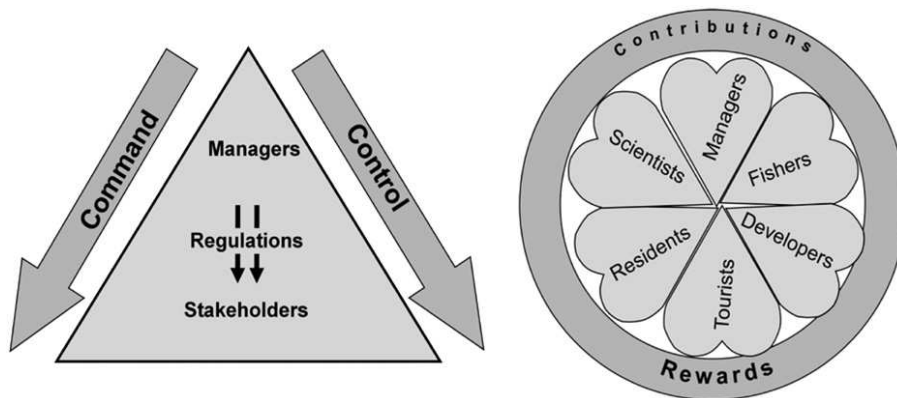 Command
Control
Managers
Regulations
Stakeholders
Contributions
Managers
Fishers
Developers
Tourists
Residents
Scientists
Rewards